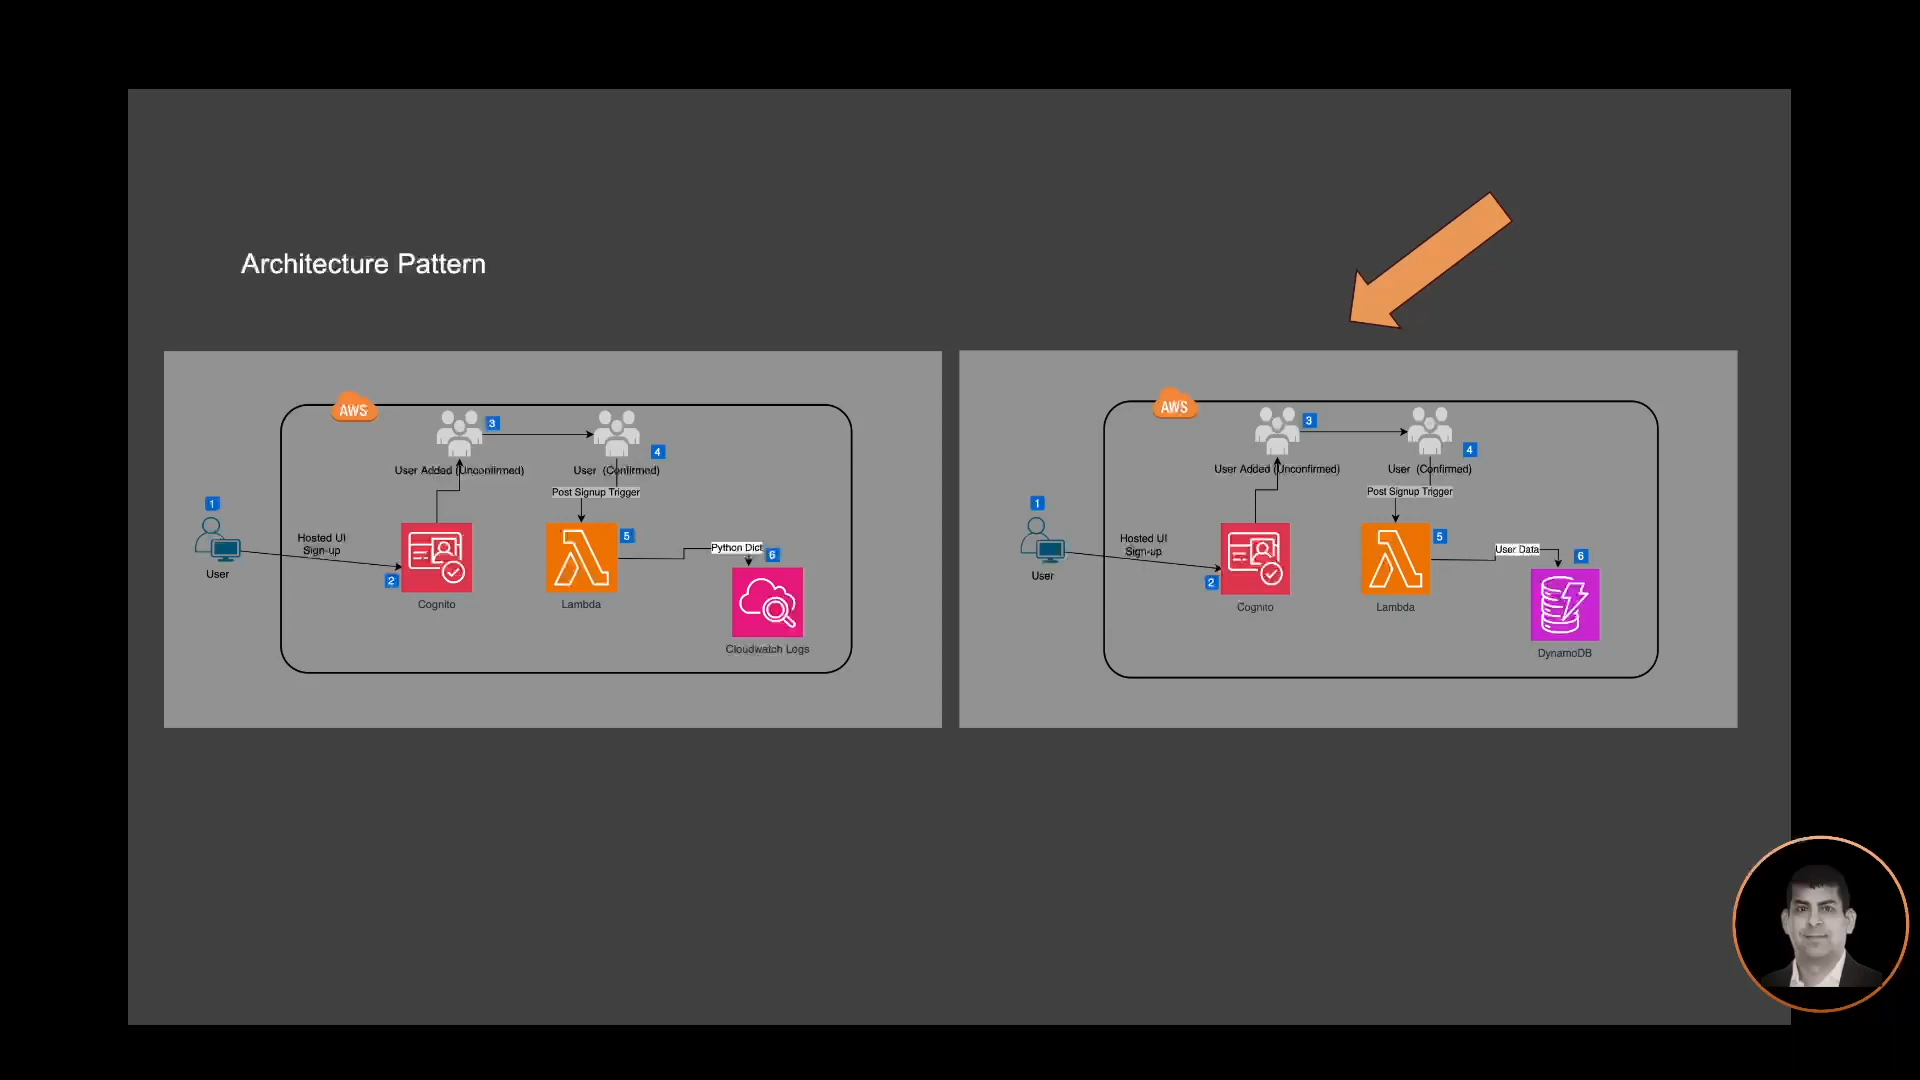 Architecture Pattern
AWS
3
4
User Added (Unconfirmed)
User (Confirmed)
Post Signup Trigger
1
Hosted UI
Sign-up
User
2
5
Python Dict
6
Cognito
Lambda
Cloudwatch Logs
AWS
3
4
User Added (Unconfirmed)
User (Confirmed)
Post Signup Trigger
1
Hosted UI
Sign-up
User
2
5
User Data
6
Cognito
Lambda
DynamoDB